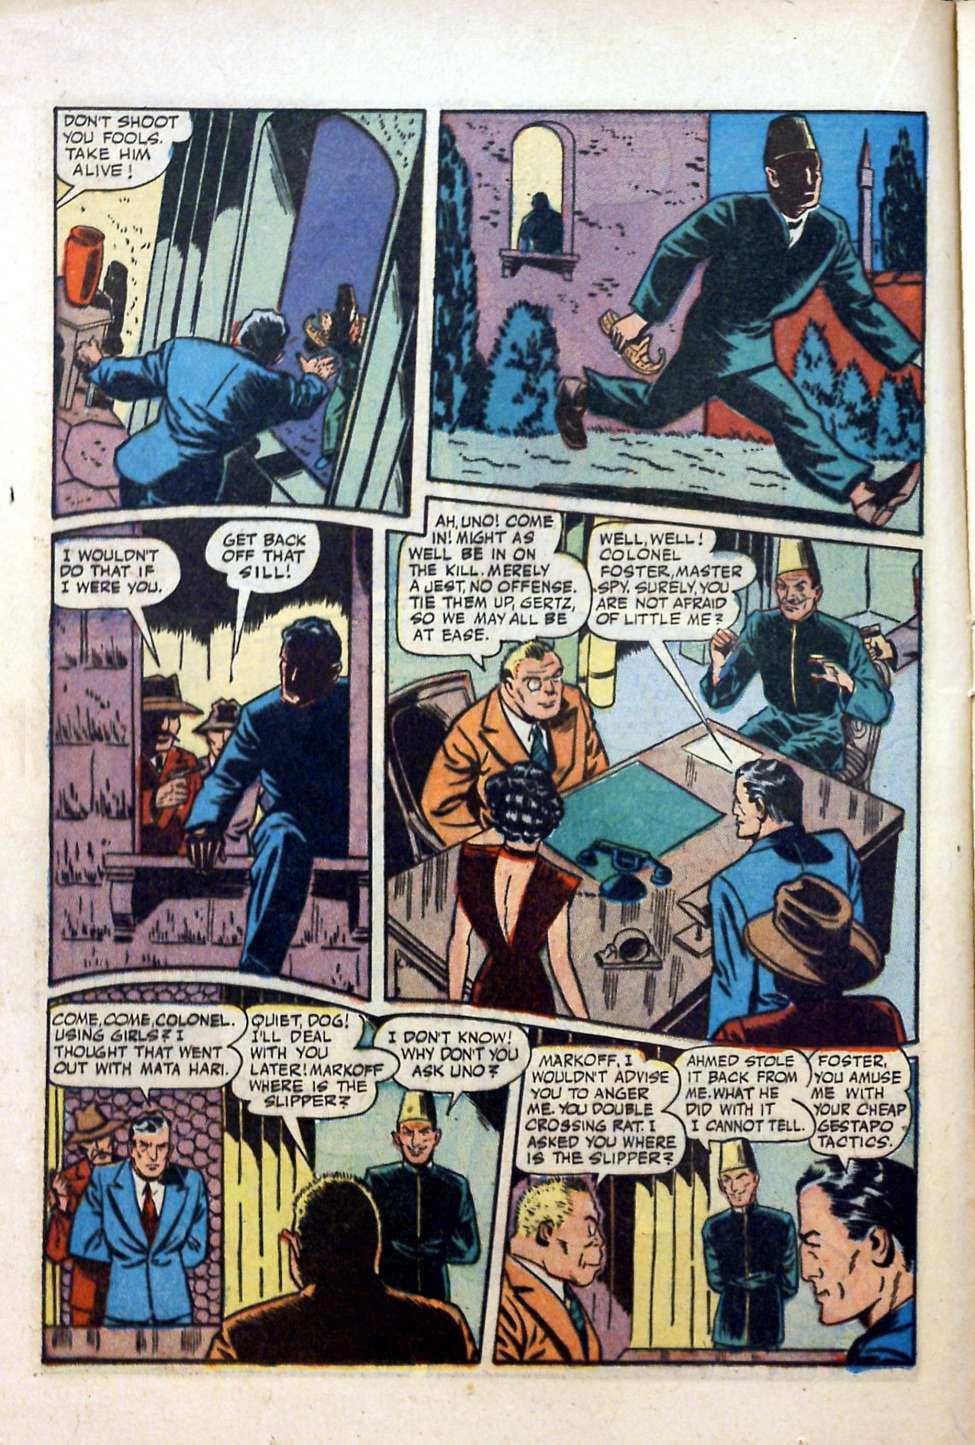 DON'T SHOOT
YOU FOOLS.
TAKE HIM
ALIVE!
I WOULDN'T
DO THAT IF
I WERE YOU.
GET BACK
OFF THAT
SILL!
AH, UNO! COME
IN! MIGHT AS
WELL BE IN ON
THE KILL. MERELY
A JEST, NO OFFENSE.
TIE THEM UP, GERTZ,
SO WE MAY ALL BE
AT EASE.
WELL, WELL!
COLONEL
FOSTER, MASTER
SPY. SURELY, YOU
ARE NOT AFRAID
OF LITTLE ME?
COME, COME, COLONEL.
USING GIRLS? I
THOUGHT THAT WENT
OUT WITH MATA HARI.
QUIET, DOG!
I'LL DEAL
WITH YOU
LATER! MARKOFF
WHERE IS THE
SLIPPER?
I DON'T KNOW!
WHY DON'T YOU
ASK UNO?
MARKOFF, I
WOULDN'T ADVISE
YOU TO ANGER
ME. YOU DOUBLE
CROSSING RAT. I
ASKED YOU WHERE
IS THE SLIPPER?
AHMED STOLE
IT BACK FROM
ME. WHAT HE
DID WITH IT
I CANNOT TELL.
FOSTER,
YOU AMUSE
ME WITH
YOUR CHEAP
GESTAPO
TACTICS.